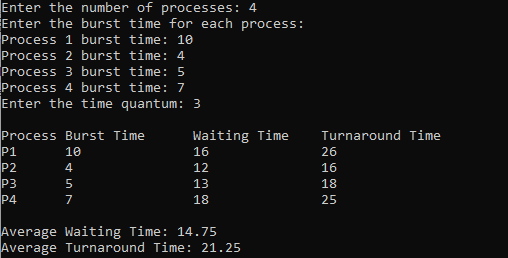 Enter the number of processes: 4
Enter the burst time for each process:
Process 1 burst time: 10
Process 2 burst time: 4
Process 3 burst time: 5
Process 4 burst time: 7
Enter the time quantum: 3
Process Burst Time Waiting Time Turnaround Time
P1 10 16 26
P2 4 12 16
P3 5 13 18
P4 7 18 25
Average Waiting Time: 14.75
Average Turnaround Time: 21.25